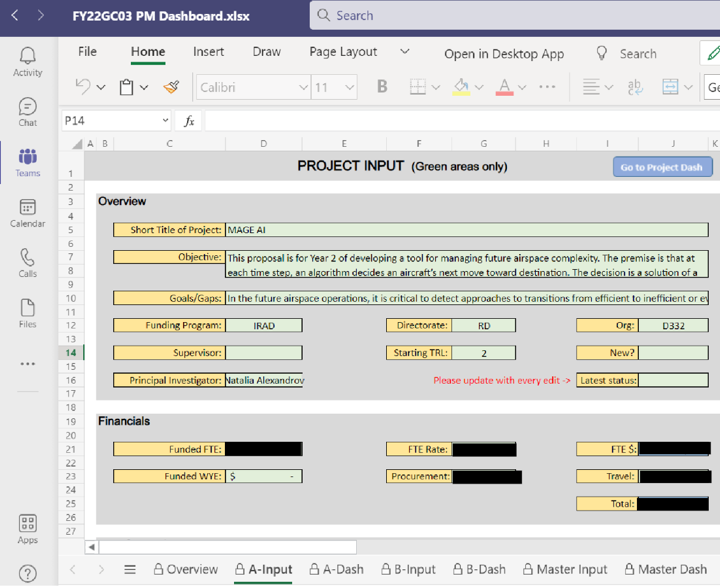 FY22GC03 PM Dashboard.xlsx
Search
Activity
Chat
Teams
Calendar
Calls
Files
Apps
File Home Insert Draw Page Layout Open in Desktop App Search
Calibri 11 B A ab
P14 fx
A B C D E F G H I J K
1 PROJECT INPUT (Green areas only) Go to Project Dash
2
3 Overview
4
5 Short Title of Project: MAGE AI
6
7 Objective: This proposal is for Year 2 of developing a tool for managing future airspace complexity. The premise is that at
8 each time step, an algorithm decides an aircraft's next move toward destination. The decision is a solution of a
9
10 Goals/Gaps: In the future airspace operations, it is critical to detect approaches to transitions from efficient to inefficient or
11
12 Funding Program: IRAD Directorate: RD Org: D332
13
14 Supervisor: Starting TRL: 2 New?
15
16 Principal Investigator: Natalia Alexandrov Please update with every edit -> Latest status:
17
18
19 Financials
20
21 Funded FTE: FTE Rate: FTE $:
22
23 Funded WYE: $ - Procurement: Travel:
24
25 Total:
26
27
Overview A-Input A-Dash B-Input B-Dash Master Input Master Dash